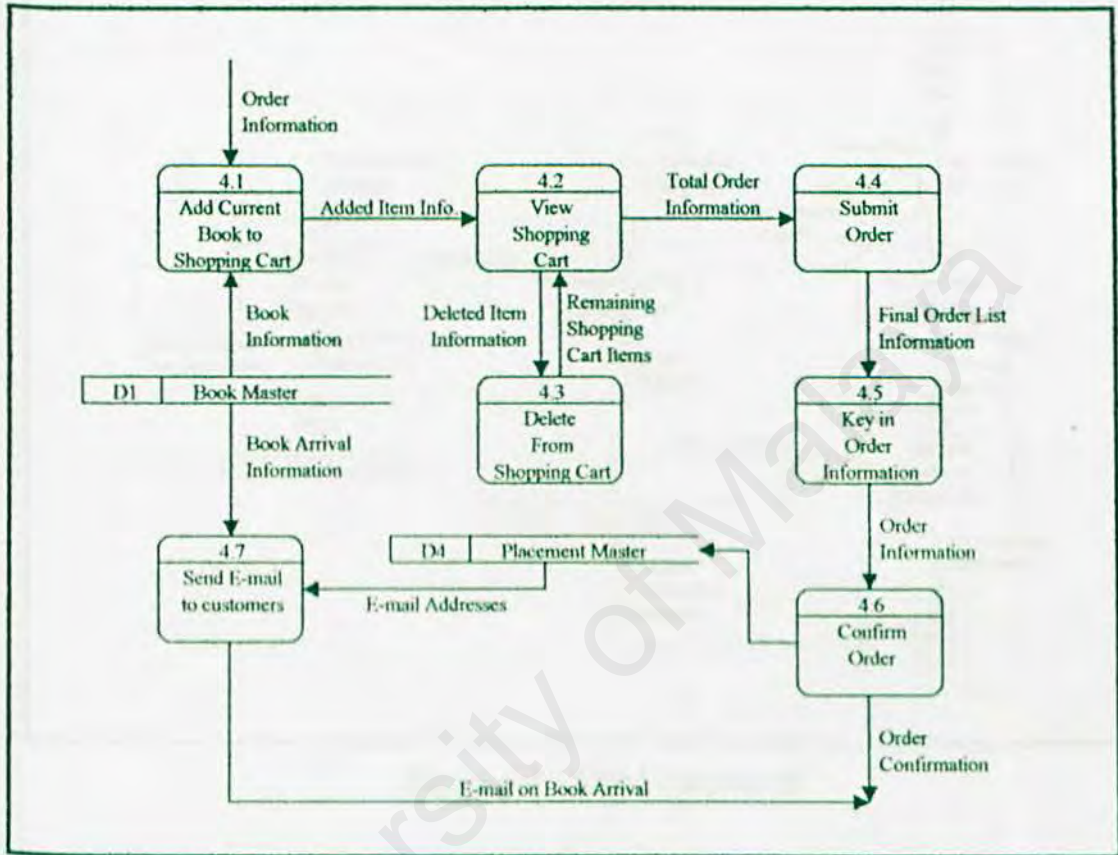 Order
Information
4.1
Add Current
Book to
Shopping Cart
Added Item Info.
4.2
View
Shopping
Cart
Total Order
Information
4.4
Submit
Order
Book
Information
Deleted Item
Information
Remaining
Shopping
Cart Items
Final Order List
Information
D1 Book Master
4.3
Delete
From
Shopping Cart
4.5
Key in
Order
Information
Book Arrival
Information
Order
Information
4.7
Send E-mail
to customers
D4 Placement Master
E-mail Addresses
4.6
Confirm
Order
Order
Confirmation
E-mail on Book Arrival
University of Malaya